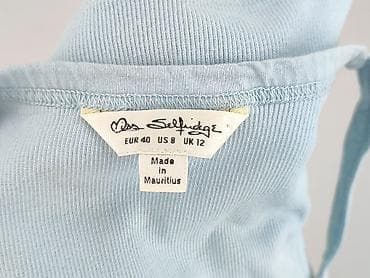 Miss Selfridge
EUR 40 US 8 UK 12
Made
in
Mauritius